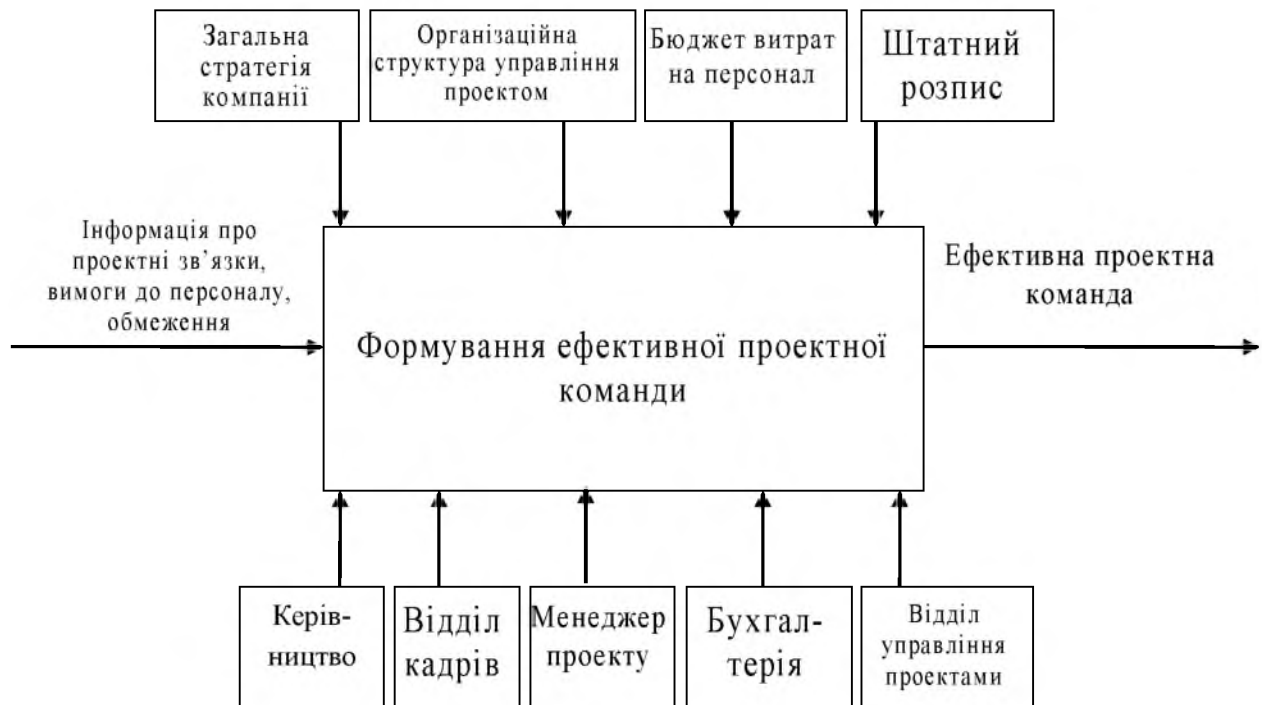 Загальна
стратегія
компанії
Організаційна
структура управління
проектом
Бюджет витрат
на персонал
Штатний
розпис
Інформація про
проектні зв’язки,
вимоги до персоналу,
обмеження
Формування ефективної проектної
команди
Ефективна проектна
команда
Керів-
ництво
Відділ
кадрів
Менеджер
проекту
Бухгал-
терія
Відділ
управління
проектами